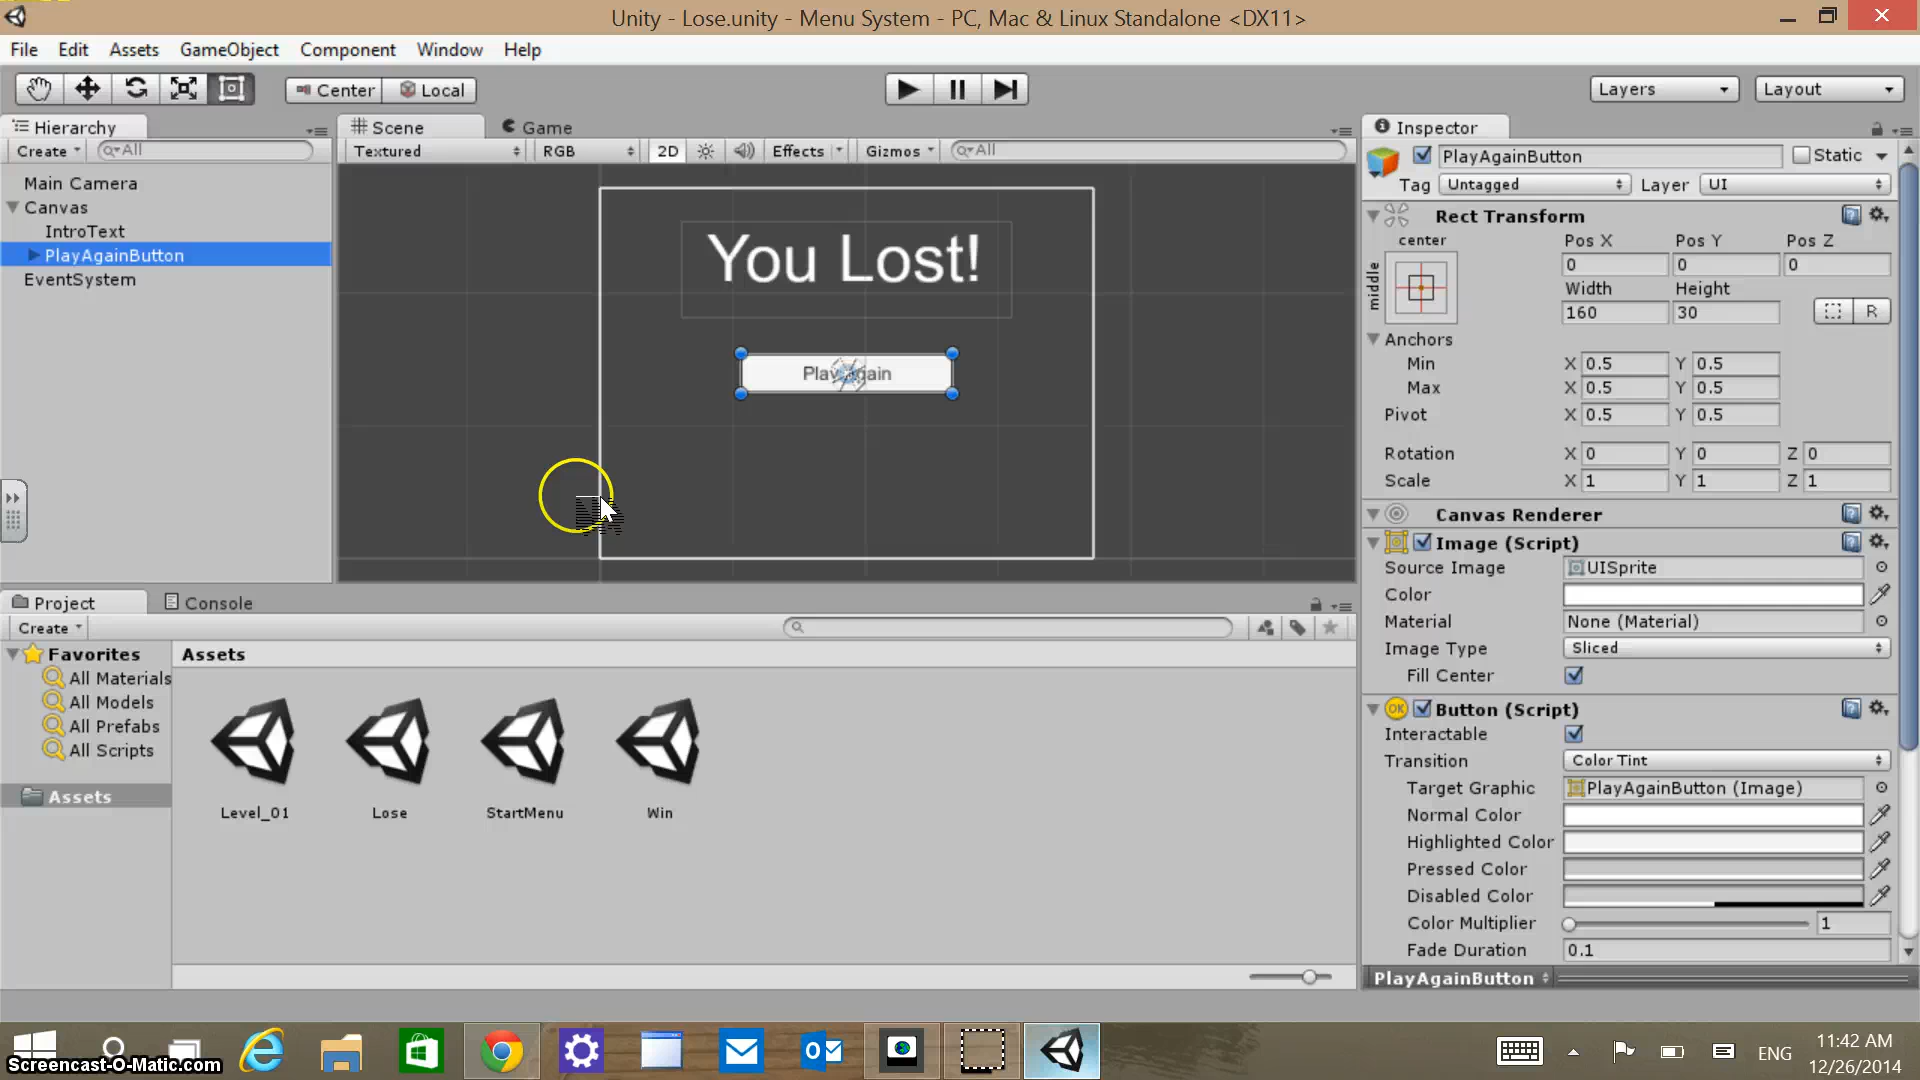 Unity - Lose.unity - Menu System - PC, Mac & Linux Standalone <DX11>
File Edit Assets GameObject Component Window Help
Center Local Layers Layout
Hierarchy
Create All
Main Camera
Canvas
IntroText
PlayAgainButton
EventSystem
Scene Game
Textured RGB 2D Effects Gizmos All
You Lost!
Play Again
Inspector
PlayAgainButton Static
Tag Untagged Layer UI
Rect Transform
center Pos X Pos Y Pos Z
middle 0 0 0
Width Height
160 30 R
Anchors
Min X 0.5 Y 0.5
Max X 0.5 Y 0.5
Pivot X 0.5 Y 0.5
Rotation X 0 Y 0 Z 0
Scale X 1 Y 1 Z 1
Canvas Renderer
Image (Script)
Source Image UISprite
Color
Material None (Material)
Image Type Sliced
Fill Center
OK Button (Script)
Interactable
Transition Color Tint
Target Graphic PlayAgainButton (Image)
Normal Color
Highlighted Color
Pressed Color
Disabled Color
Color Multiplier 1
Fade Duration 0.1
PlayAgainButton
Project Console
Create
Favorites
All Materials
All Models
All Prefabs
All Scripts
Assets
Assets
Level_01 Lose StartMenu Win
Screencast-O-Matic.com
ENG
11:42 AM
12/26/2014